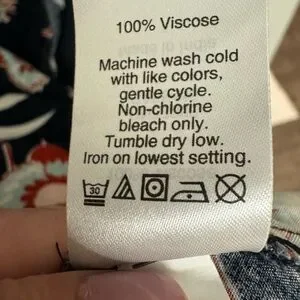 100% Viscose
Machine wash cold
with like colors,
gentle cycle.
Non-chlorine
bleach only.
Tumble dry low.
Iron on lowest setting.
30